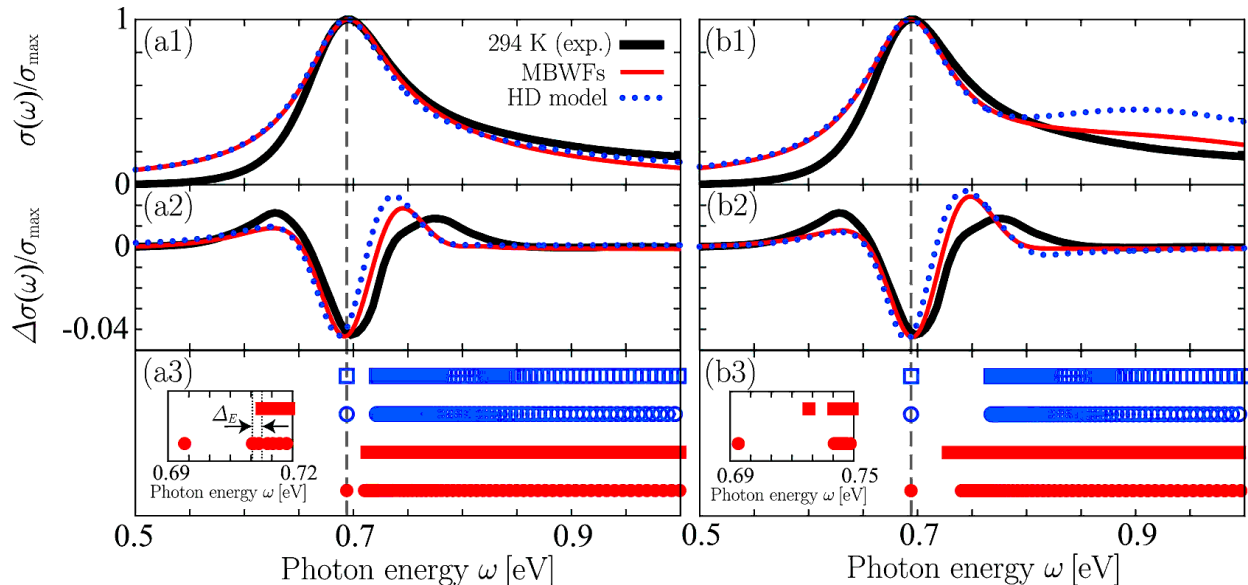 σ(ω)/σmax
1
0
(a1)
294 K (exp.)
MBWFs
HD model
(b1)
Δσ(ω)/σmax
0
-0.04
(a2)
(b2)
(a3)
ΔE
0.69 0.72
Photon energy ω [eV]
(b3)
0.69 0.75
Photon energy ω [eV]
0.5 0.7 0.9 0.5 0.7 0.9
Photon energy ω [eV] Photon energy ω [eV]